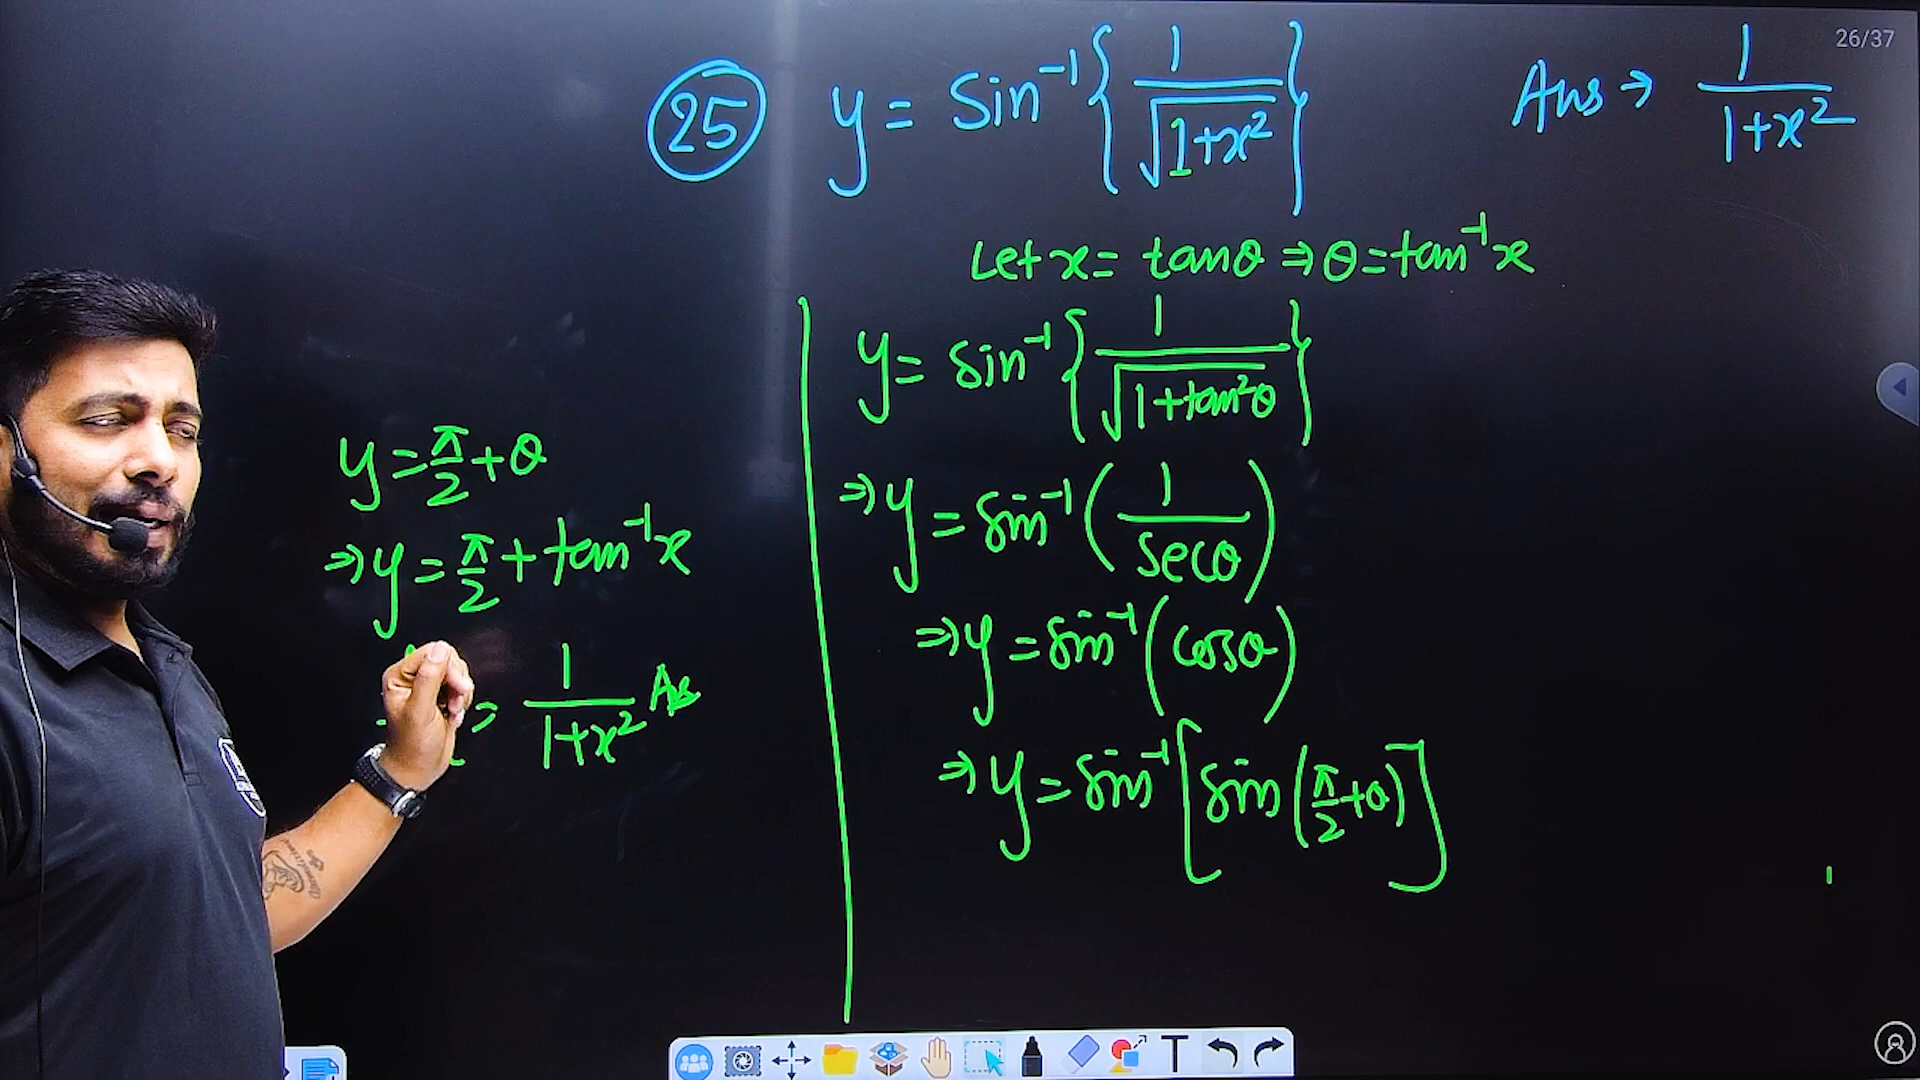 26/37
25 y = Sin⁻¹{1/√(1+x²)} Ans → 1/(1+x²)
Let x = tanθ ⇒ θ = tan⁻¹x
y = sin⁻¹{1/√(1+tan²θ)}
⇒ y = sin⁻¹(1/secθ)
⇒ y = sin⁻¹(cosθ)
⇒ y = sin⁻¹[sin(π/2+θ)]
y = π/2 + θ
⇒ y = π/2 + tan⁻¹x
= 1/(1+x²) Ans
T